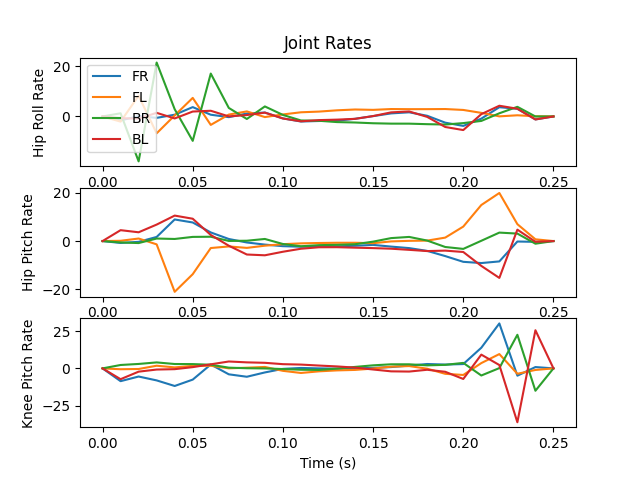 Joint Rates
Hip Roll Rate
20
0
FR
FL
BR
BL
0.00 0.05 0.10 0.15 0.20 0.25
Hip Pitch Rate
20
0
−20
0.00 0.05 0.10 0.15 0.20 0.25
Knee Pitch Rate
25
0
−25
0.00 0.05 0.10 0.15 0.20 0.25
Time (s)